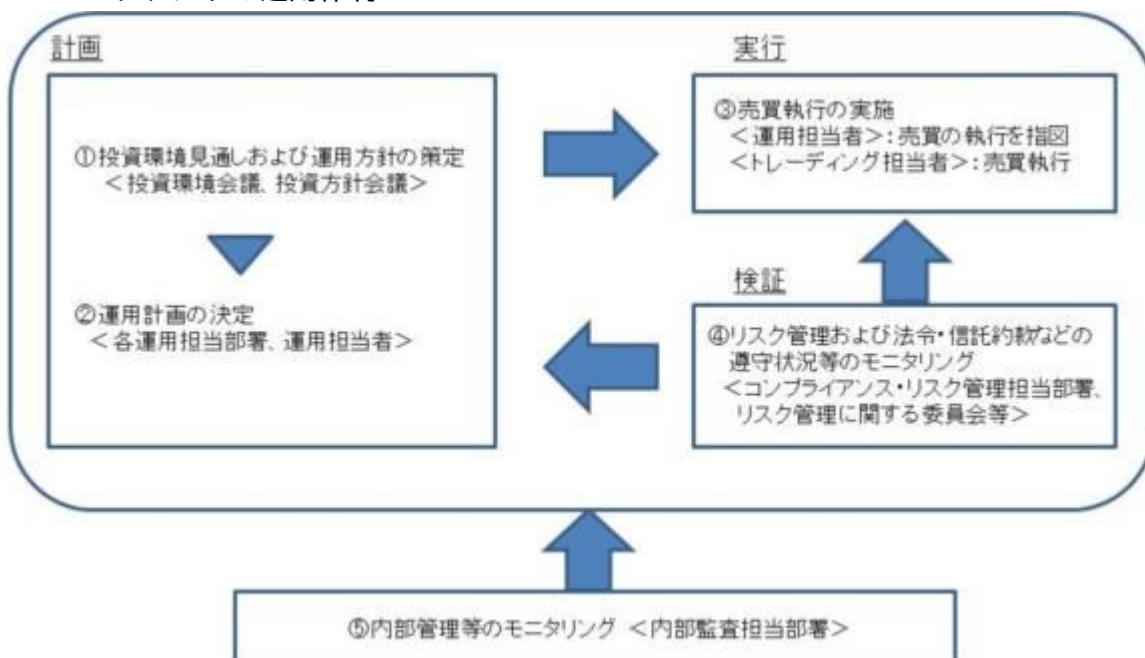 計画
①投資環境見通しおよび運用方針の策定
<投資環境会議、投資方針会議>
②運用計画の決定
<各運用担当部署、運用担当者>
実行
③売買執行の実施
<運用担当者>:売買の執行を指図
<トレーディング担当者>:売買執行
検証
④リスク管理および法令・信託約款などの
遵守状況等のモニタリング
<コンプライアンス・リスク管理担当部署、
リスク管理に関する委員会等>
⑤内部管理等のモニタリング <内部監査担当部署>